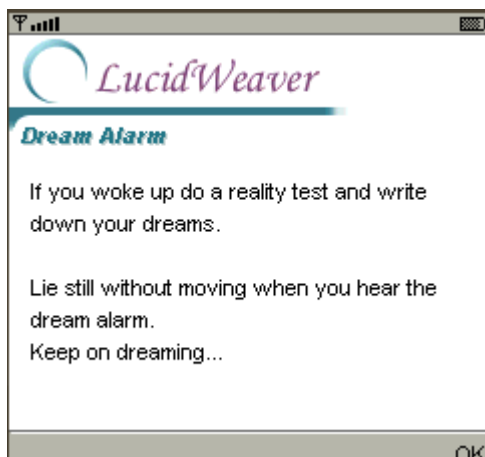 LucidWeaver
Dream Alarm
If you woke up do a reality test and write
down your dreams.
Lie still without moving when you hear the
dream alarm.
Keep on dreaming...
OK